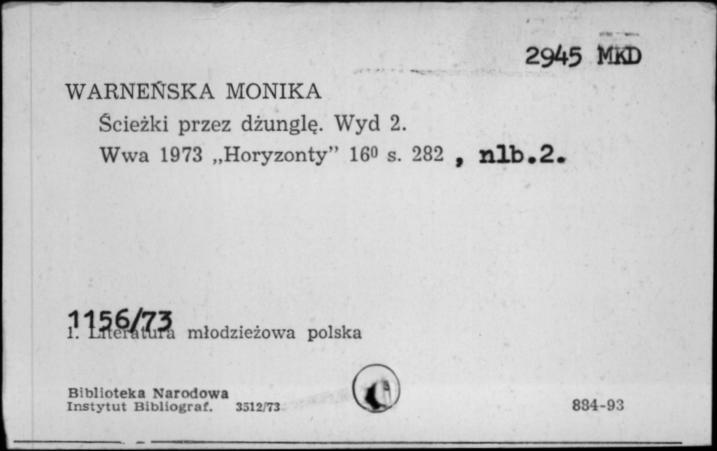 2945 MKD
WARNEŃSKA MONIKA
Ścieżki przez dżunglę. Wyd 2.
Wwa 1973 „Horyzonty” 16⁰ s. 282 , nlb.2.
1156/73
1. Literatura młodzieżowa polska
Biblioteka Narodowa
Instytut Bibliograf. 3512/73
884-93